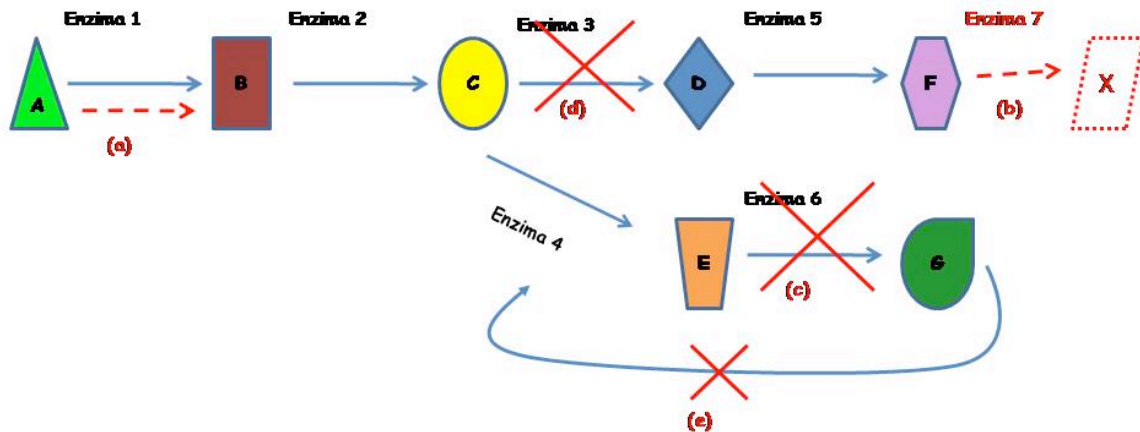 Enzima 1
Enzima 2
Enzima 3
Enzima 5
Enzima 7
A
B
C
D
F
X
(a)
(d)
(b)
Enzima 4
Enzima 6
E
G
(c)
(e)